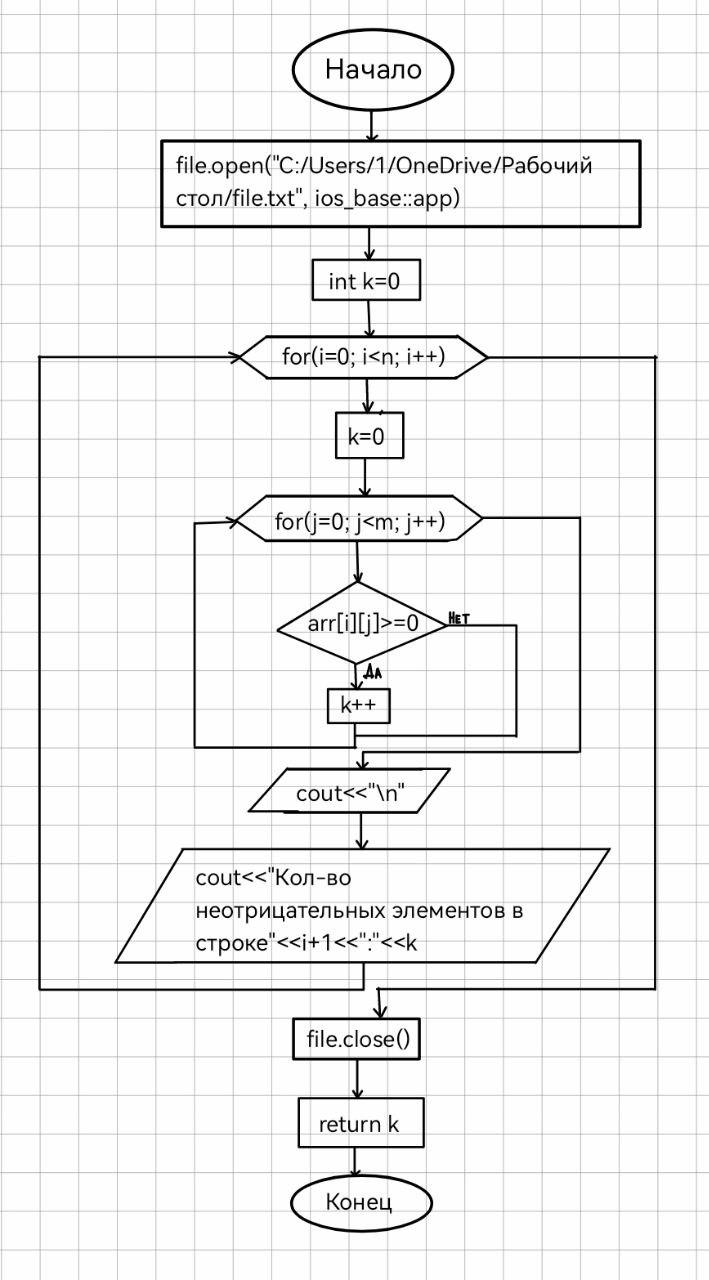 Начало
file.open("C:/Users/1/OneDrive/Рабочий
стол/file.txt", ios_base::app)
int k=0
for(i=0; i<n; i++)
k=0
for(j=0; j<m; j++)
arr[i][j]>=0
НЕТ
ДА
k++
cout<<"\n"
cout<<"Кол-во
неотрицательных элементов в
строке"<<i+1<<":"<<k
file.close()
return k
Конец